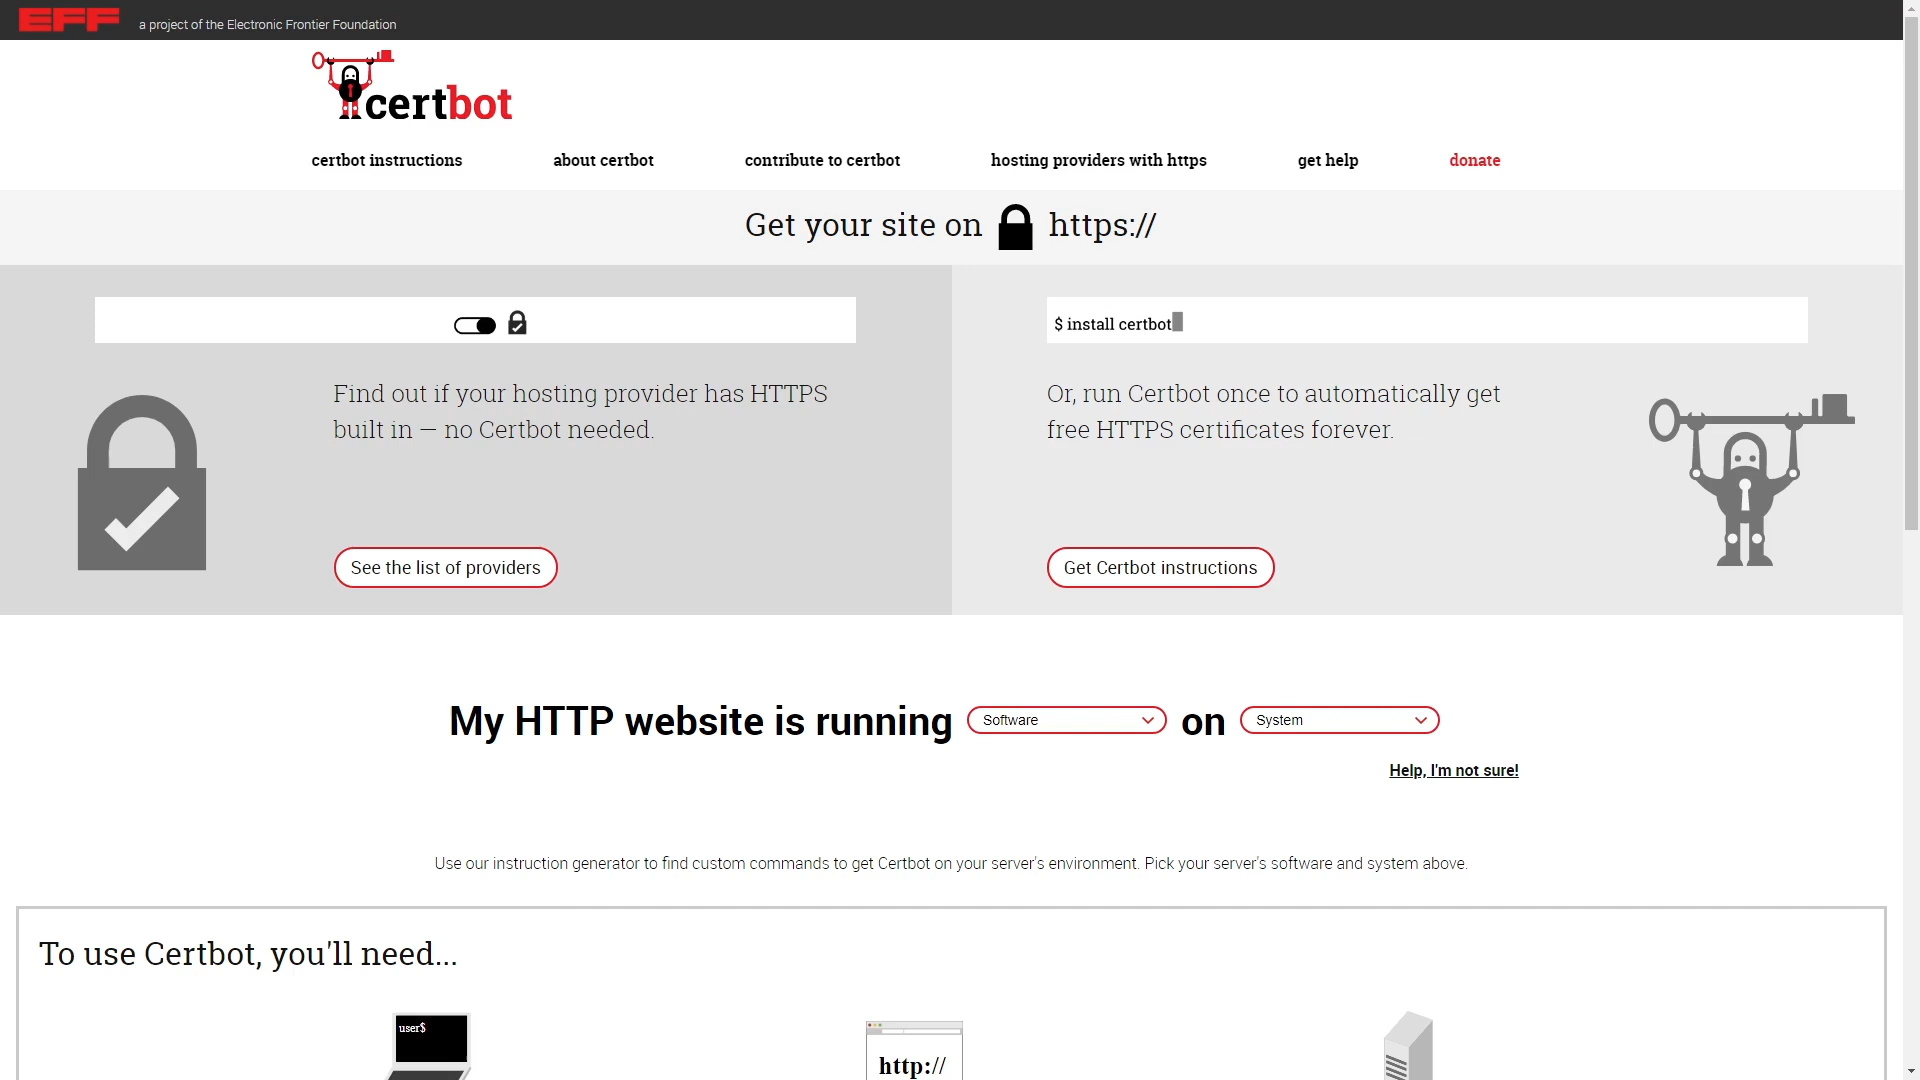 EFF
a project of the Electronic Frontier Foundation
certbot
certbot instructions
about certbot
contribute to certbot
hosting providers with https
get help
donate
Get your site on https://
$ install certbot
Find out if your hosting provider has HTTPS
built in — no Certbot needed.
See the list of providers
Or, run Certbot once to automatically get
free HTTPS certificates forever.
Get Certbot instructions
My HTTP website is running Software on System
Help, I'm not sure!
Use our instruction generator to find custom commands to get Certbot on your server's environment. Pick your server's software and system above.
To use Certbot, you'll need...
user$
http://